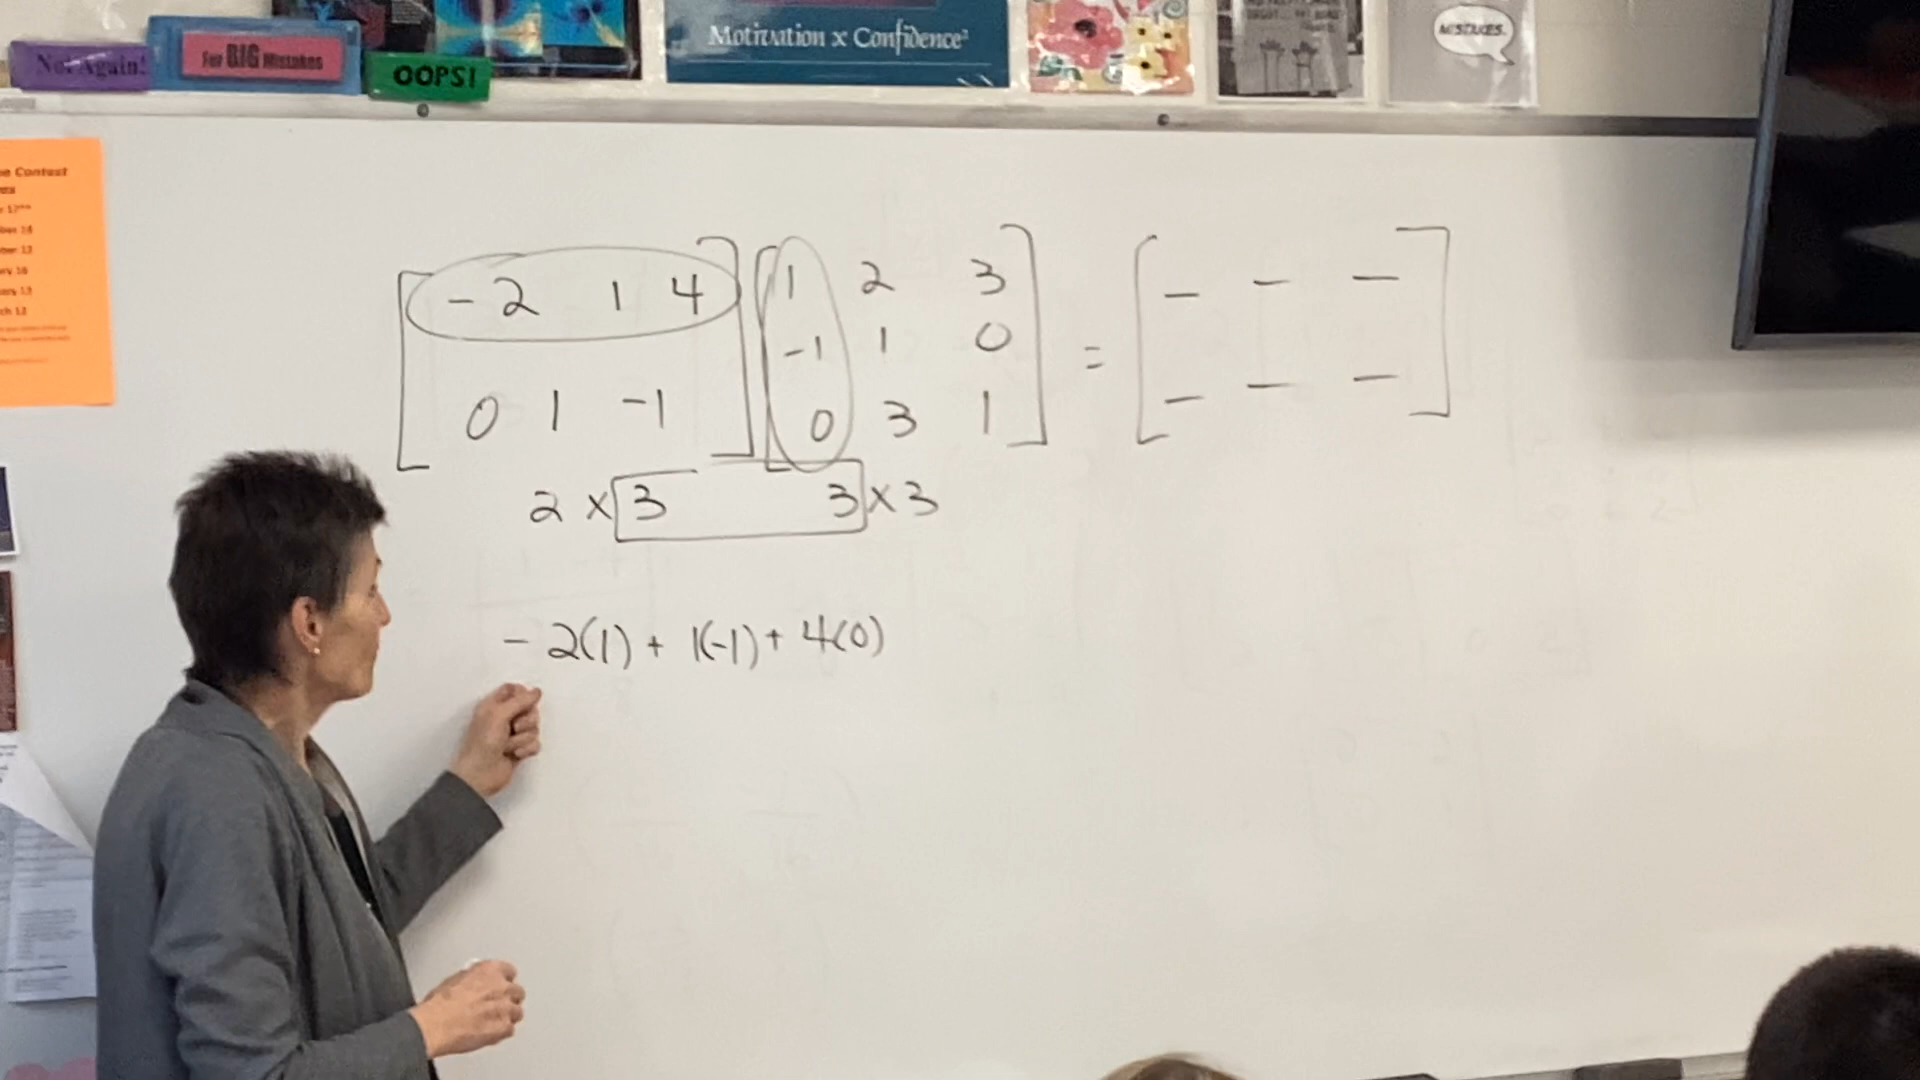 Not Again!
For BIG Mistakes
OOPS!
Motivation x Confidence²
MISTAKES.
e Contest
-2 1 4
0 1 -1
1 2 3
-1 1 0
0 3 1
= [ — — —
— — — ]
2 x 3 3 x 3
-2(1) + 1(-1) + 4(0)